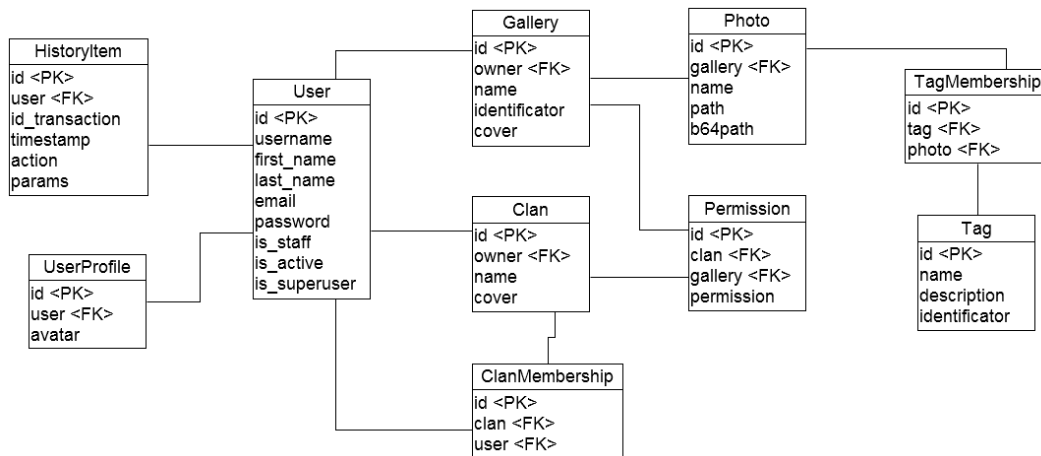 HistoryItem
id <PK>
user <FK>
id_transaction
timestamp
action
params
UserProfile
id <PK>
user <FK>
avatar
User
id <PK>
username
first_name
last_name
email
password
is_staff
is_active
is_superuser
Gallery
id <PK>
owner <FK>
name
identificator
cover
Clan
id <PK>
owner <FK>
name
cover
ClanMembership
id <PK>
clan <FK>
user <FK>
Photo
id <PK>
gallery <FK>
name
path
b64path
Permission
id <PK>
clan <FK>
gallery <FK>
permission
TagMembership
id <PK>
tag <FK>
photo <FK>
Tag
id <PK>
name
description
identificator